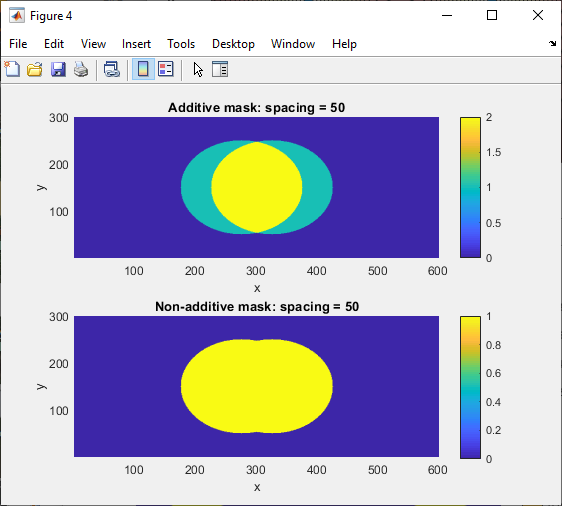 Figure 4
File Edit View Insert Tools Desktop Window Help
Additive mask: spacing = 50
300
200
100
y
100 200 300 400 500 600
x
2
1.5
1
0.5
0
Non-additive mask: spacing = 50
300
200
100
y
100 200 300 400 500 600
x
1
0.8
0.6
0.4
0.2
0